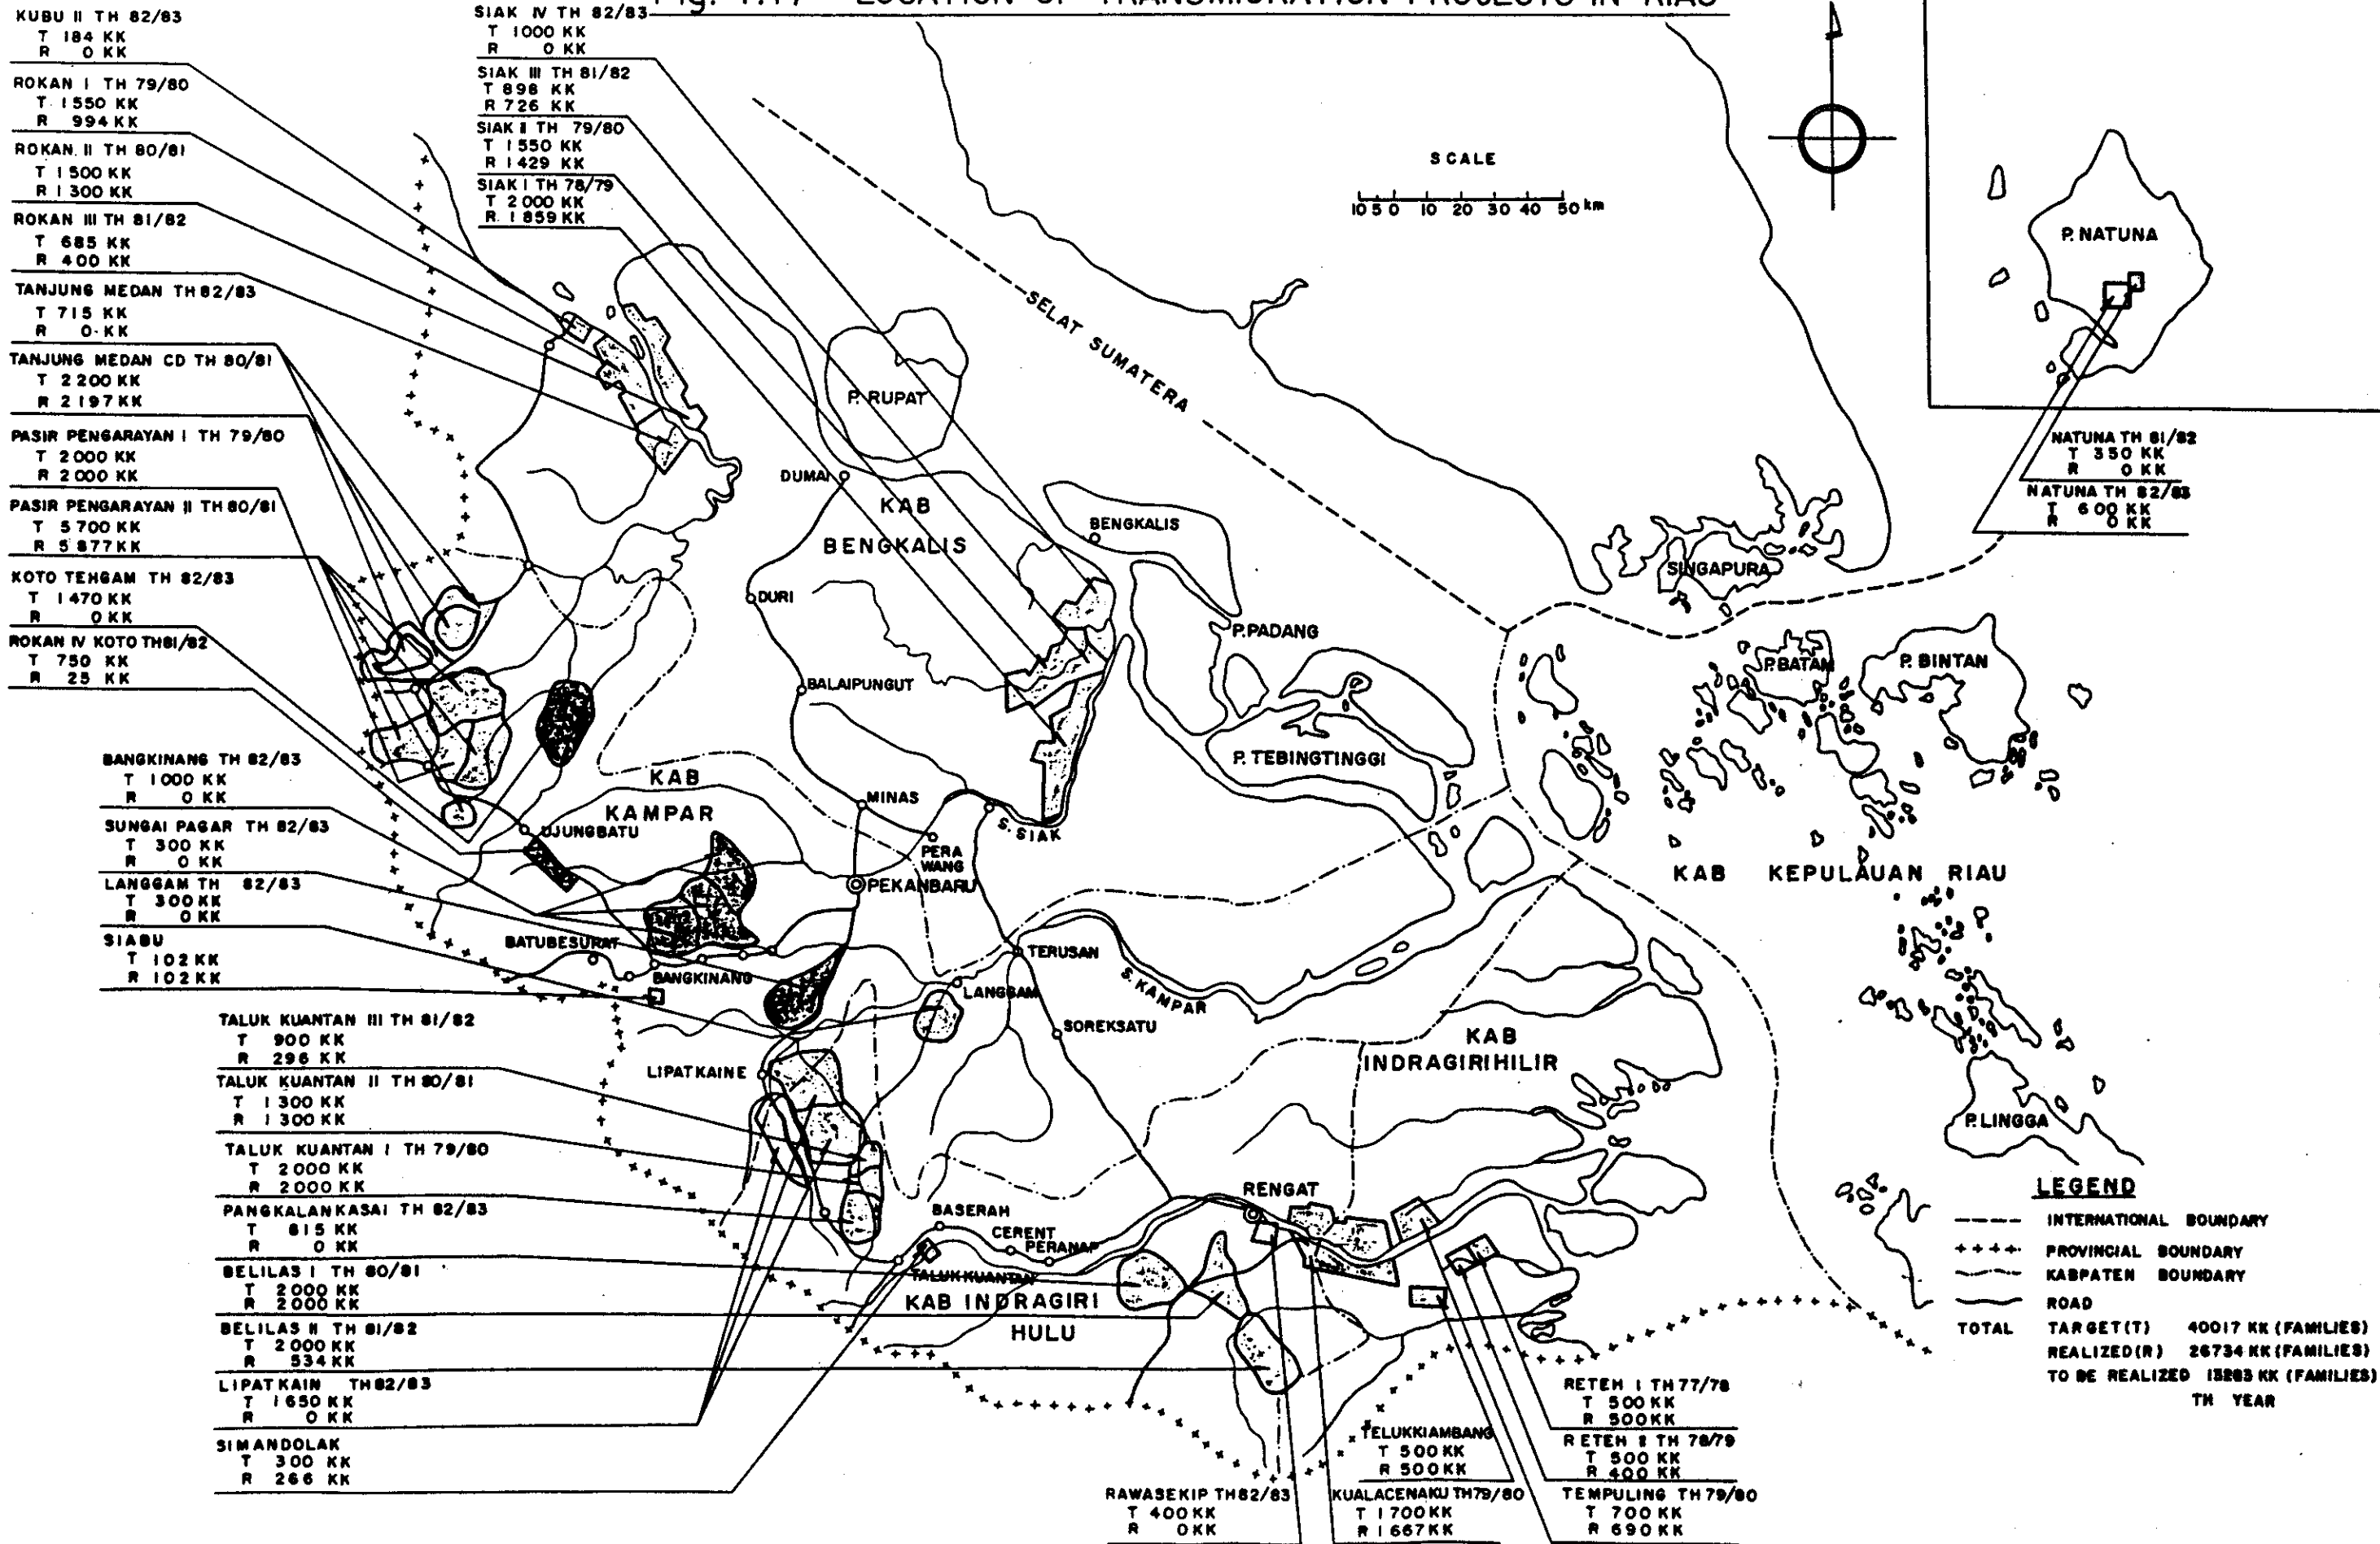 LOCATION OF TRANSMIGRATION PROJECTS IN RIAU
KUBU II TH 82/83
T 184 KK
R 0 KK
ROKAN I TH 79/80
T 1550 KK
R 994 KK
ROKAN II TH 80/81
T 1500 KK
R 1300 KK
ROKAN III TH 81/82
T 685 KK
R 400 KK
TANJUNG MEDAN TH 82/83
T 715 KK
R 0 KK
TANJUNG MEDAN CD TH 80/81
T 2200 KK
R 2197 KK
PASIR PENGARAYAN I TH 79/80
T 2000 KK
R 2000 KK
PASIR PENGARAYAN II TH 80/81
T 5700 KK
R 5877 KK
KOTO TEHGAM TH 82/83
T 1470 KK
R 0 KK
ROKAN IV KOTO TH 81/82
T 750 KK
R 25 KK
BANGKINANG TH 82/83
T 1000 KK
R 0 KK
SUNGAI PAGAR TH 82/83
T 300 KK
R 0 KK
LANGGAM TH 82/83
T 300 KK
R 0 KK
SIABU
T 102 KK
R 102 KK
TALUK KUANTAN III TH 81/82
T 900 KK
R 296 KK
TALUK KUANTAN II TH 80/81
T 1300 KK
R 1300 KK
TALUK KUANTAN I TH 79/80
T 2000 KK
R 2000 KK
PANGKALANKASAI TH 82/83
T 615 KK
R 0 KK
BELILAS I TH 80/81
T 2000 KK
R 2000 KK
BELILAS II TH 81/82
T 2000 KK
R 534 KK
LIPATKAIN TH 82/83
T 1650 KK
R 0 KK
SIMANDOLAK
T 300 KK
R 266 KK
SIAK IV TH 82/83
T 1000 KK
R 0 KK
SIAK III TH 81/82
T 898 KK
R 726 KK
SIAK II TH 79/80
T 1550 KK
R 1429 KK
SIAK I TH 78/79
T 2000 KK
R 1859 KK
SCALE
10 5 0 10 20 30 40 50 km
SELAT SUMATERA
P. NATUNA
NATUNA TH 81/82
T 350 KK
R 0 KK
NATUNA TH 82/83
T 600 KK
R 0 KK
P. RUPAT
DUMAI
KAB
BENGKALIS
BENGKALIS
DURI
P. PADANG
SINGAPURA
P. BATAM
P. BINTAN
BALAIPUNGUT
P. TEBINGTINGGI
KAB
KAMPAR
MINAS
S. SIAK
UJUNGBATU
PERA
WANG
PEKANBARU
KAB KEPULAUAN RIAU
BATUBESURAT
BANGKINANG
TERUSAN
LANGGAM
S. KAMPAR
SOREKSATU
LIPATKAINE
KAB
INDRAGIRIHILIR
P. LINGGA
RENGAT
BASERAH
CERENT
PERANAP
TALUKKUANTAN
KAB INDRAGIRI
HULU
LEGEND
INTERNATIONAL BOUNDARY
PROVINCIAL BOUNDARY
KABPATEN BOUNDARY
ROAD
TOTAL TARGET(T) 40017 KK (FAMILIES)
REALIZED(R) 26734 KK (FAMILIES)
TO BE REALIZED 13283 KK (FAMILIES)
TH YEAR
RETEH I TH 77/78
T 500 KK
R 500 KK
RETEH II TH 78/79
T 500 KK
R 400 KK
TEMPULING TH 79/80
T 700 KK
R 690 KK
TELUKKIAMBANG
T 500 KK
R 500 KK
KUALACENAKU TH 79/80
T 1700 KK
R 1667 KK
RAWASEKIP TH 82/83
T 400 KK
R 0 KK